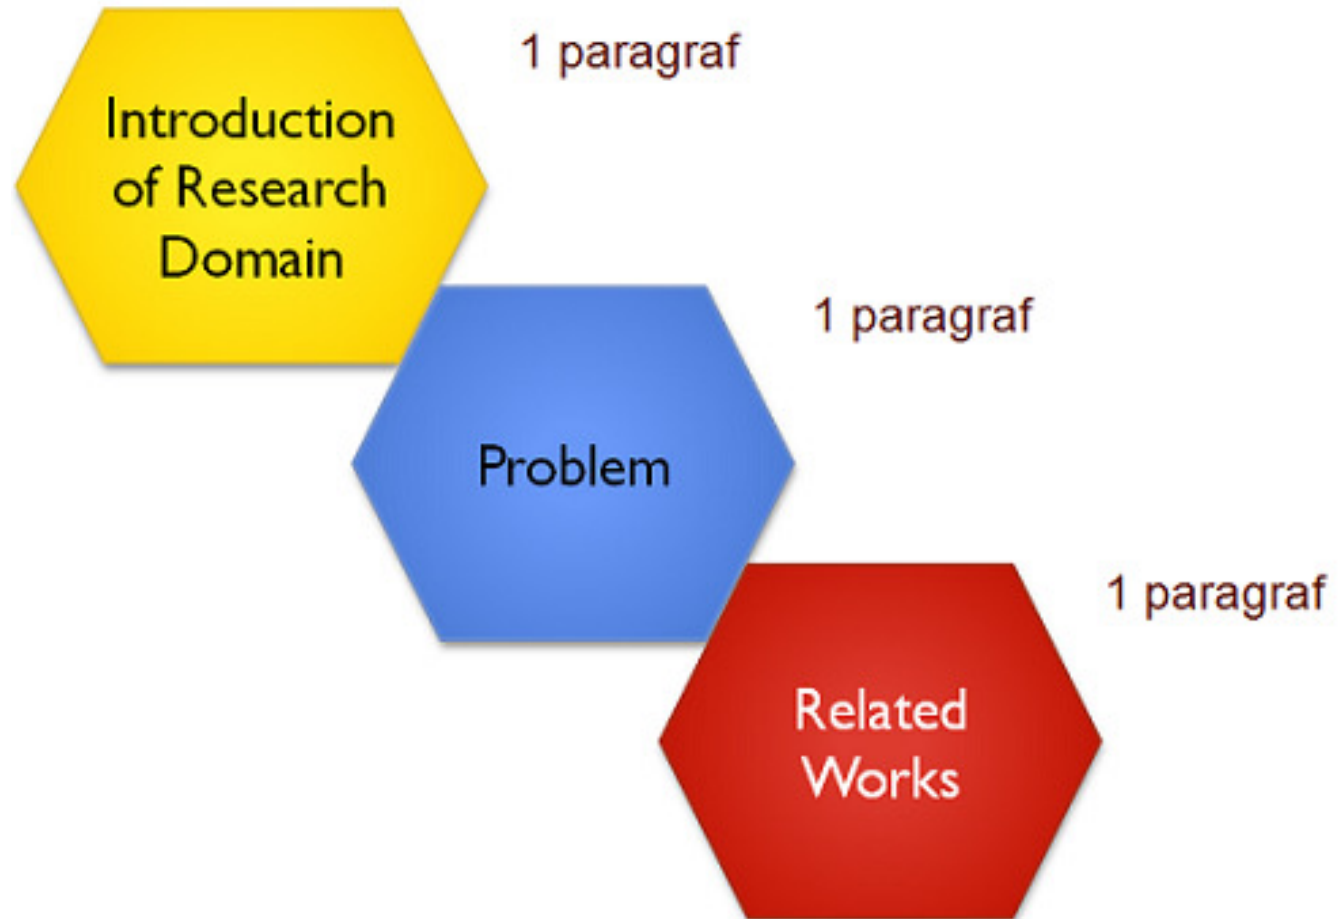 Introduction
of Research
Domain
1 paragraf
Problem
1 paragraf
Related
Works
1 paragraf